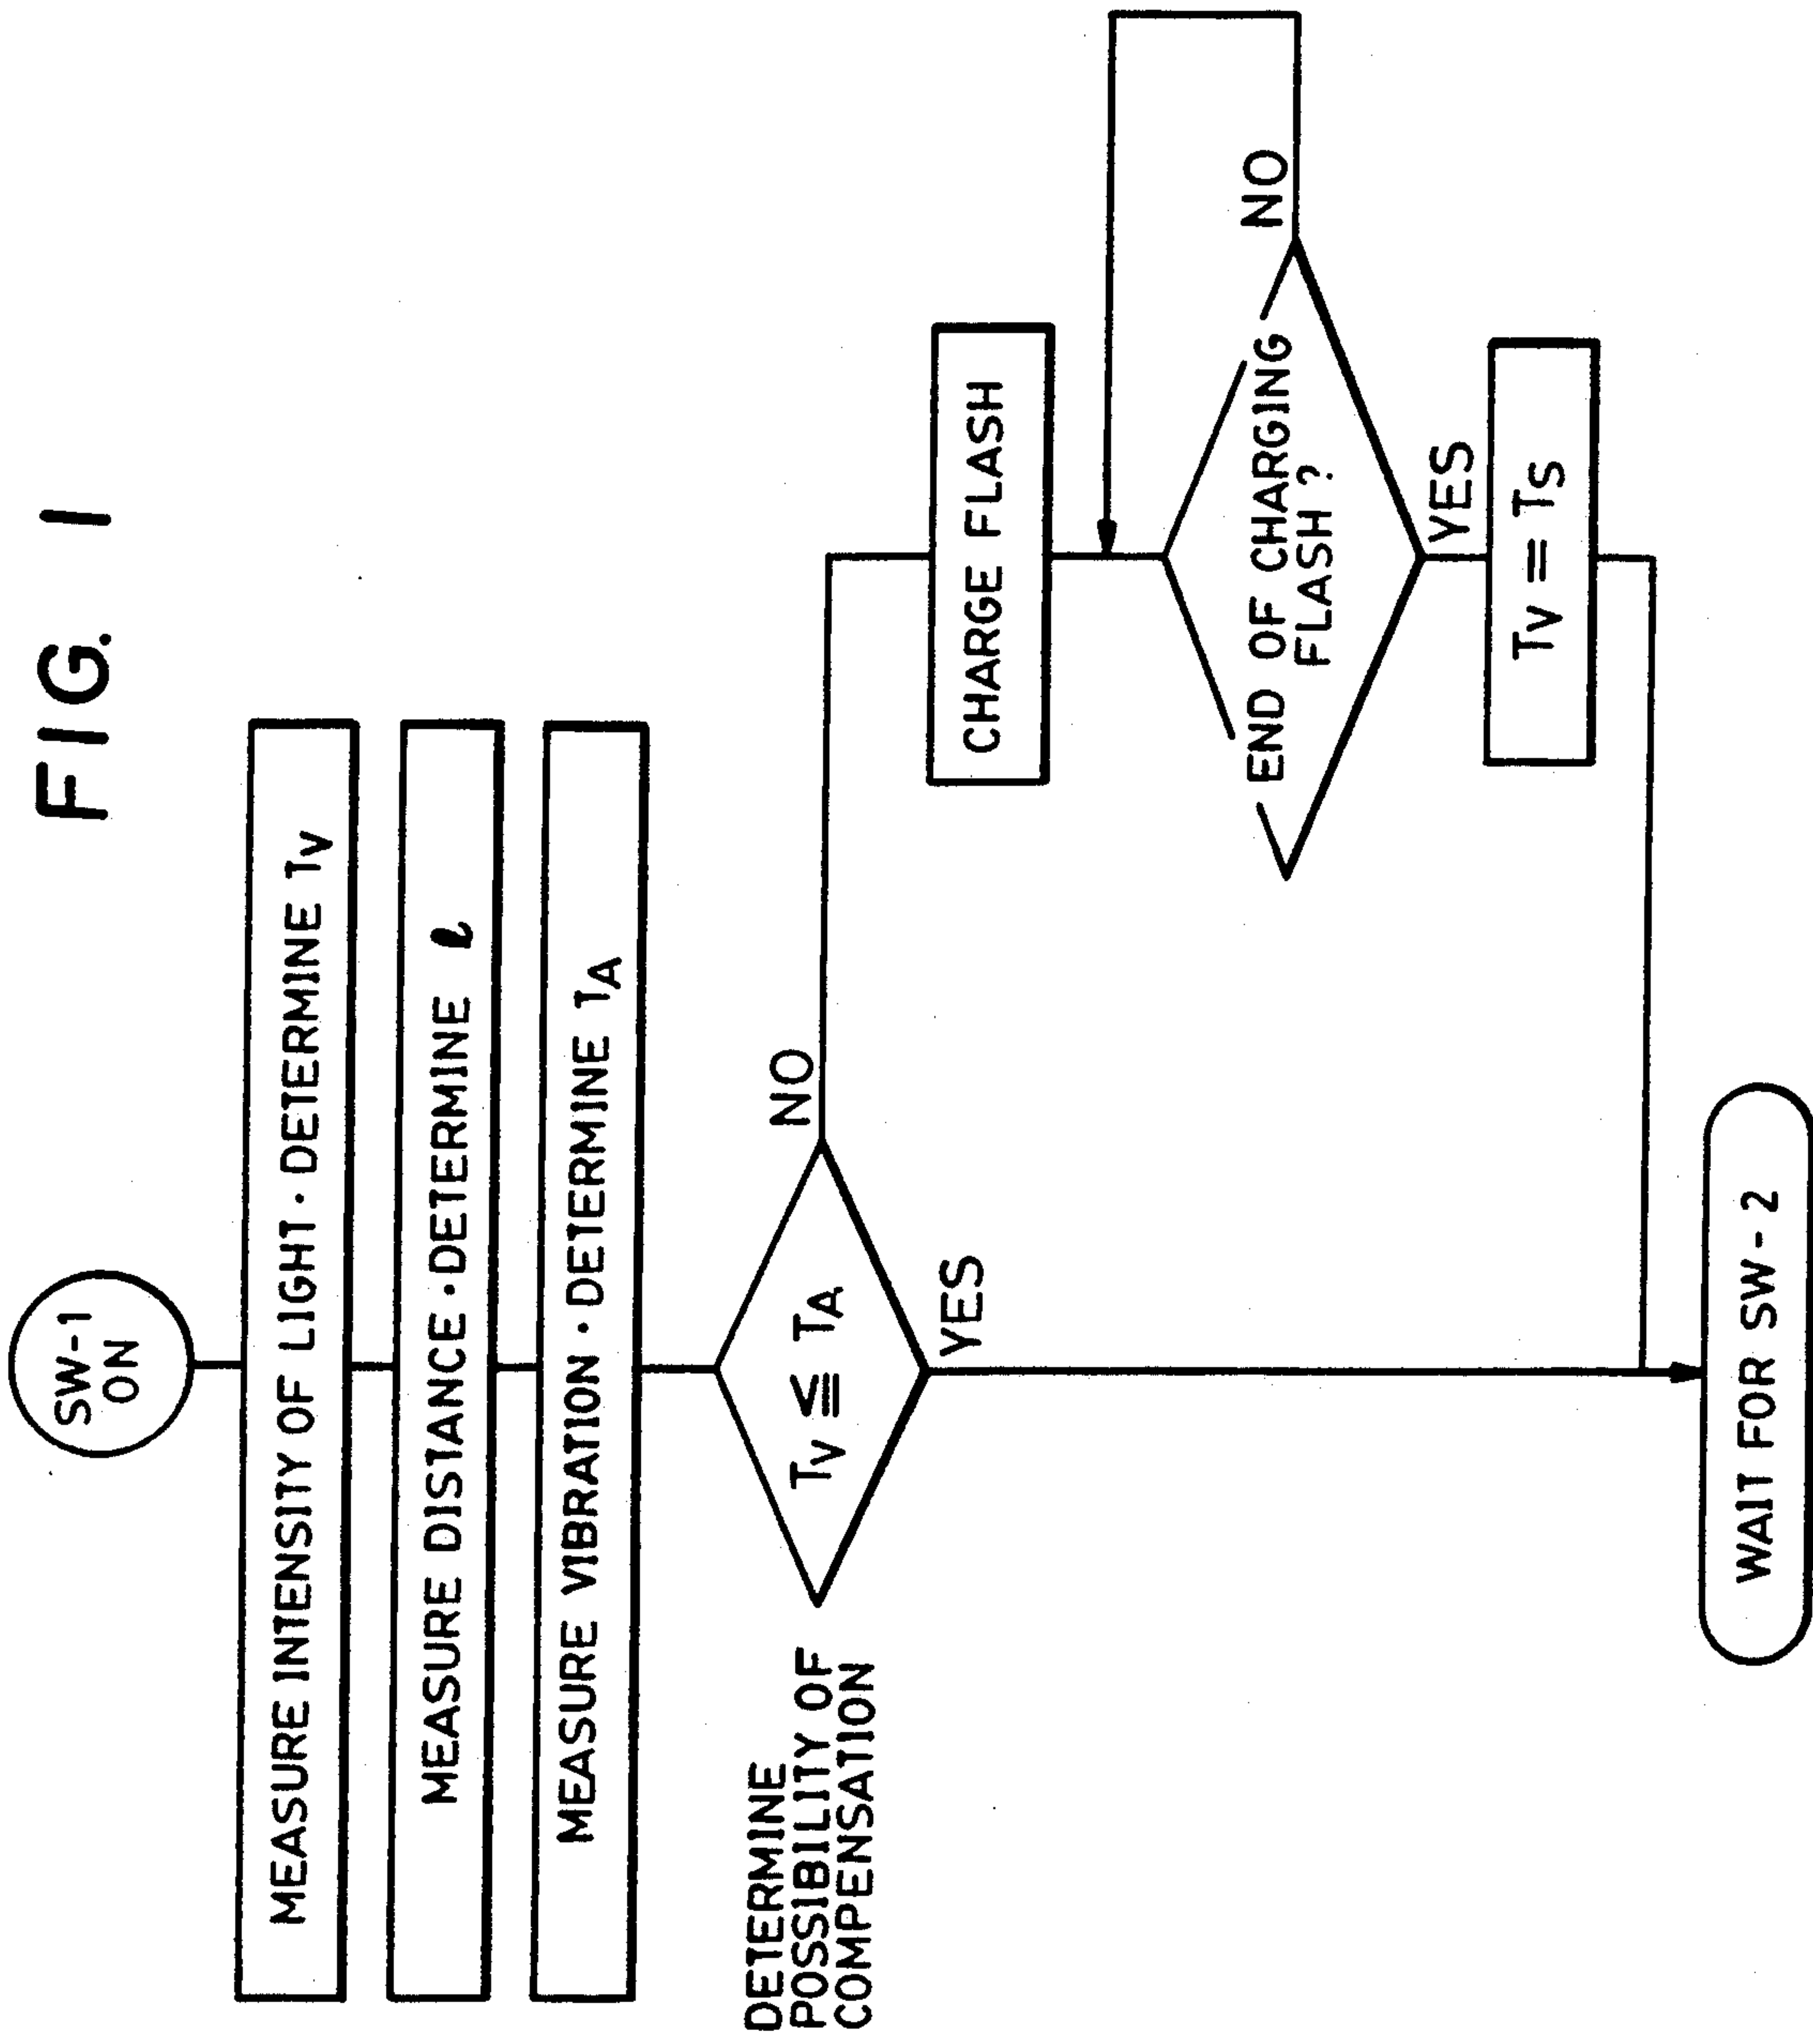 FIG. 1
SW-1
ON
MEASURE INTENSITY OF LIGHT · DETERMINE TV
MEASURE DISTANCE · DETERMINE ℓ
MEASURE VIBRATION · DETERMINE TA
DETERMINE
POSSIBILITY OF
COMPENSATION
TV ≦ TA
NO
YES
CHARGE FLASH
END OF CHARGING
FLASH?
NO
YES
TV = TS
WAIT FOR SW-2